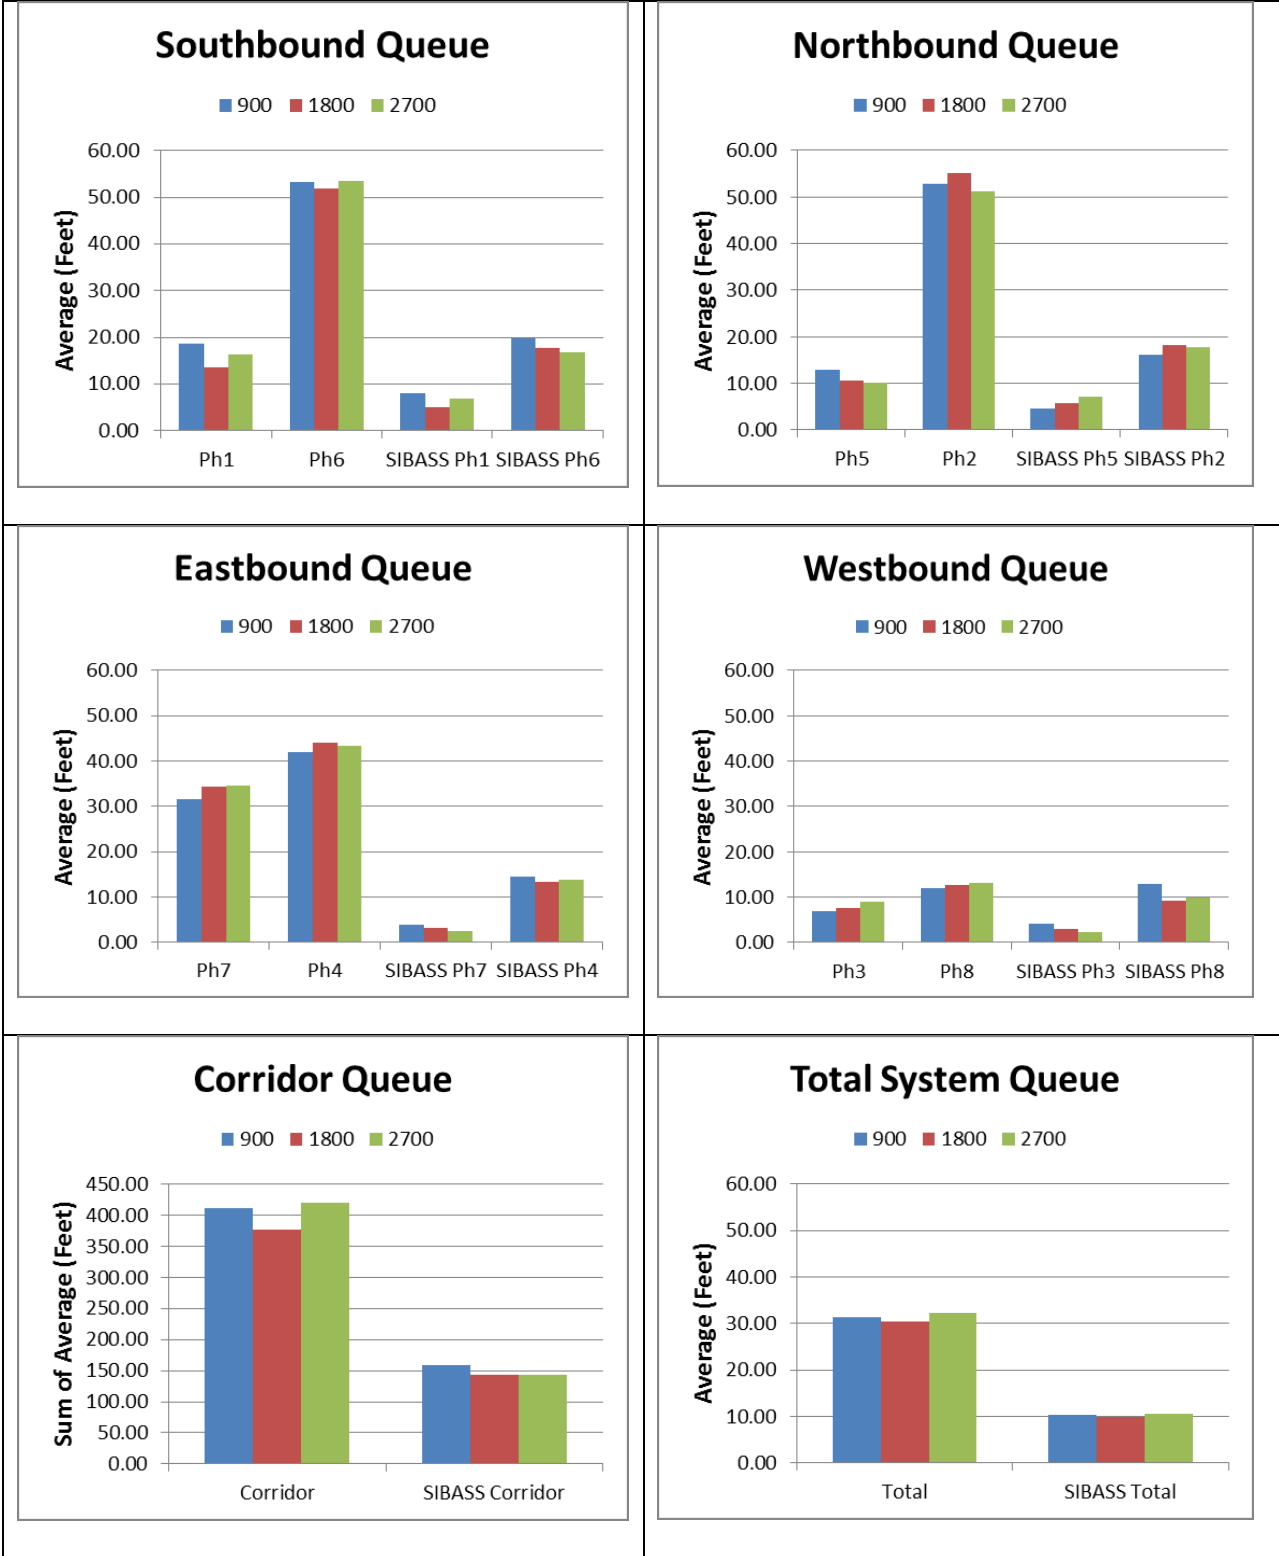 Southbound Queue
900 1800 2700
60.00
50.00
40.00
30.00
20.00
10.00
0.00
Average (Feet)
Ph1 Ph6 SIBASS Ph1 SIBASS Ph6
Northbound Queue
900 1800 2700
60.00
50.00
40.00
30.00
20.00
10.00
0.00
Average (Feet)
Ph5 Ph2 SIBASS Ph5 SIBASS Ph2
Eastbound Queue
900 1800 2700
60.00
50.00
40.00
30.00
20.00
10.00
0.00
Average (Feet)
Ph7 Ph4 SIBASS Ph7 SIBASS Ph4
Westbound Queue
900 1800 2700
60.00
50.00
40.00
30.00
20.00
10.00
0.00
Average (Feet)
Ph3 Ph8 SIBASS Ph3 SIBASS Ph8
Corridor Queue
900 1800 2700
450.00
400.00
350.00
300.00
250.00
200.00
150.00
100.00
50.00
0.00
Sum of Average (Feet)
Corridor SIBASS Corridor
Total System Queue
900 1800 2700
60.00
50.00
40.00
30.00
20.00
10.00
0.00
Average (Feet)
Total SIBASS Total